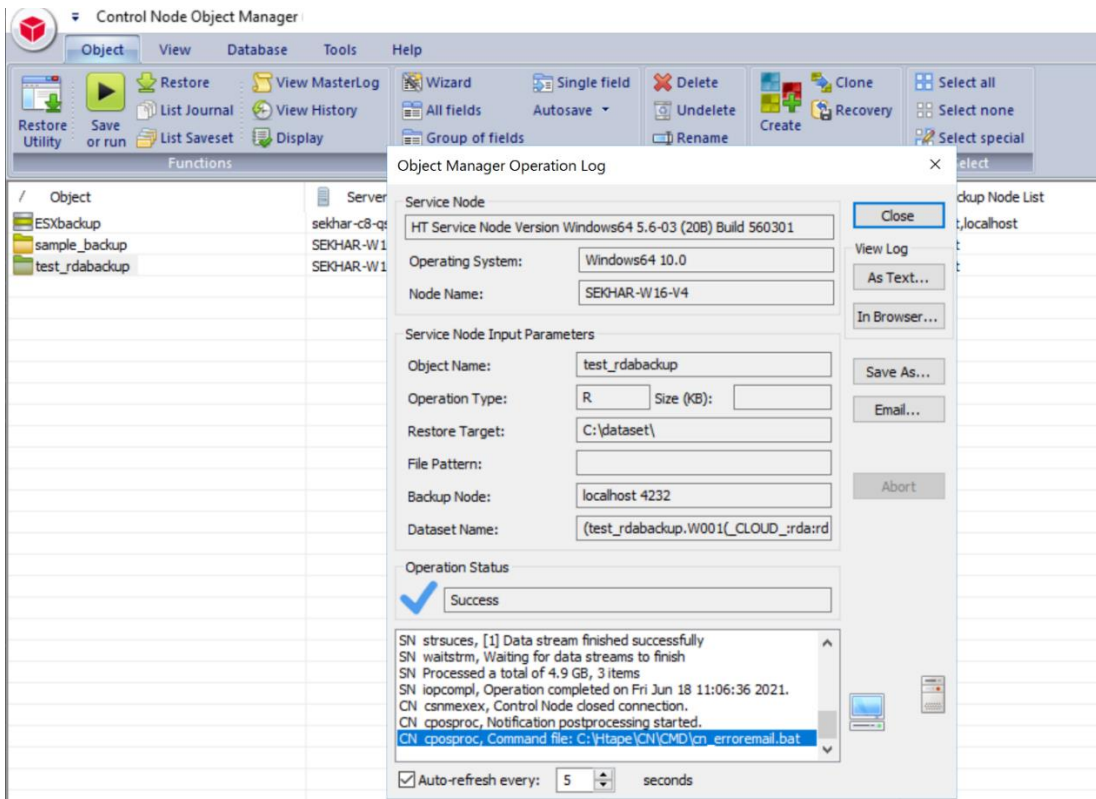 Control Node Object Manager
Object View Database Tools Help
Restore View MasterLog Wizard Single field Delete Clone Select all
List Journal View History All fields Autosave Undelete Recovery Select none
Restore Utility Save or run List Saveset Display Group of fields Rename Create Select special
Functions elect
Object Manager Operation Log
/ Object Server ckup Node List
ESXbackup sekhar-c8-qs t,localhost
sample_backup SEKHAR-W1 t
test_rdabackup SEKHAR-W1 t
Service Node
HT Service Node Version Windows64 5.6-03 (20B) Build 560301
Operating System: Windows64 10.0
Node Name: SEKHAR-W16-V4
Close
View Log
As Text...
In Browser...
Service Node Input Parameters
Object Name: test_rdabackup
Operation Type: R Size (KB):
Restore Target: C:\dataset\
File Pattern:
Backup Node: localhost 4232
Dataset Name: (test_rdabackup.W001(_CLOUD_:rda:rd
Save As...
Email...
Abort
Operation Status
Success
SN strsuces, [1] Data stream finished successfully
SN waitstrm, Waiting for data streams to finish
SN Processed a total of 4.9 GB, 3 items
SN iopcompl, Operation completed on Fri Jun 18 11:06:36 2021.
CN csnmexex, Control Node closed connection.
CN cposproc, Notification postprocessing started.
CN cposproc, Command file: C:\Htape\CN\CMD\cn_erroremail.bat
Auto-refresh every: 5 seconds